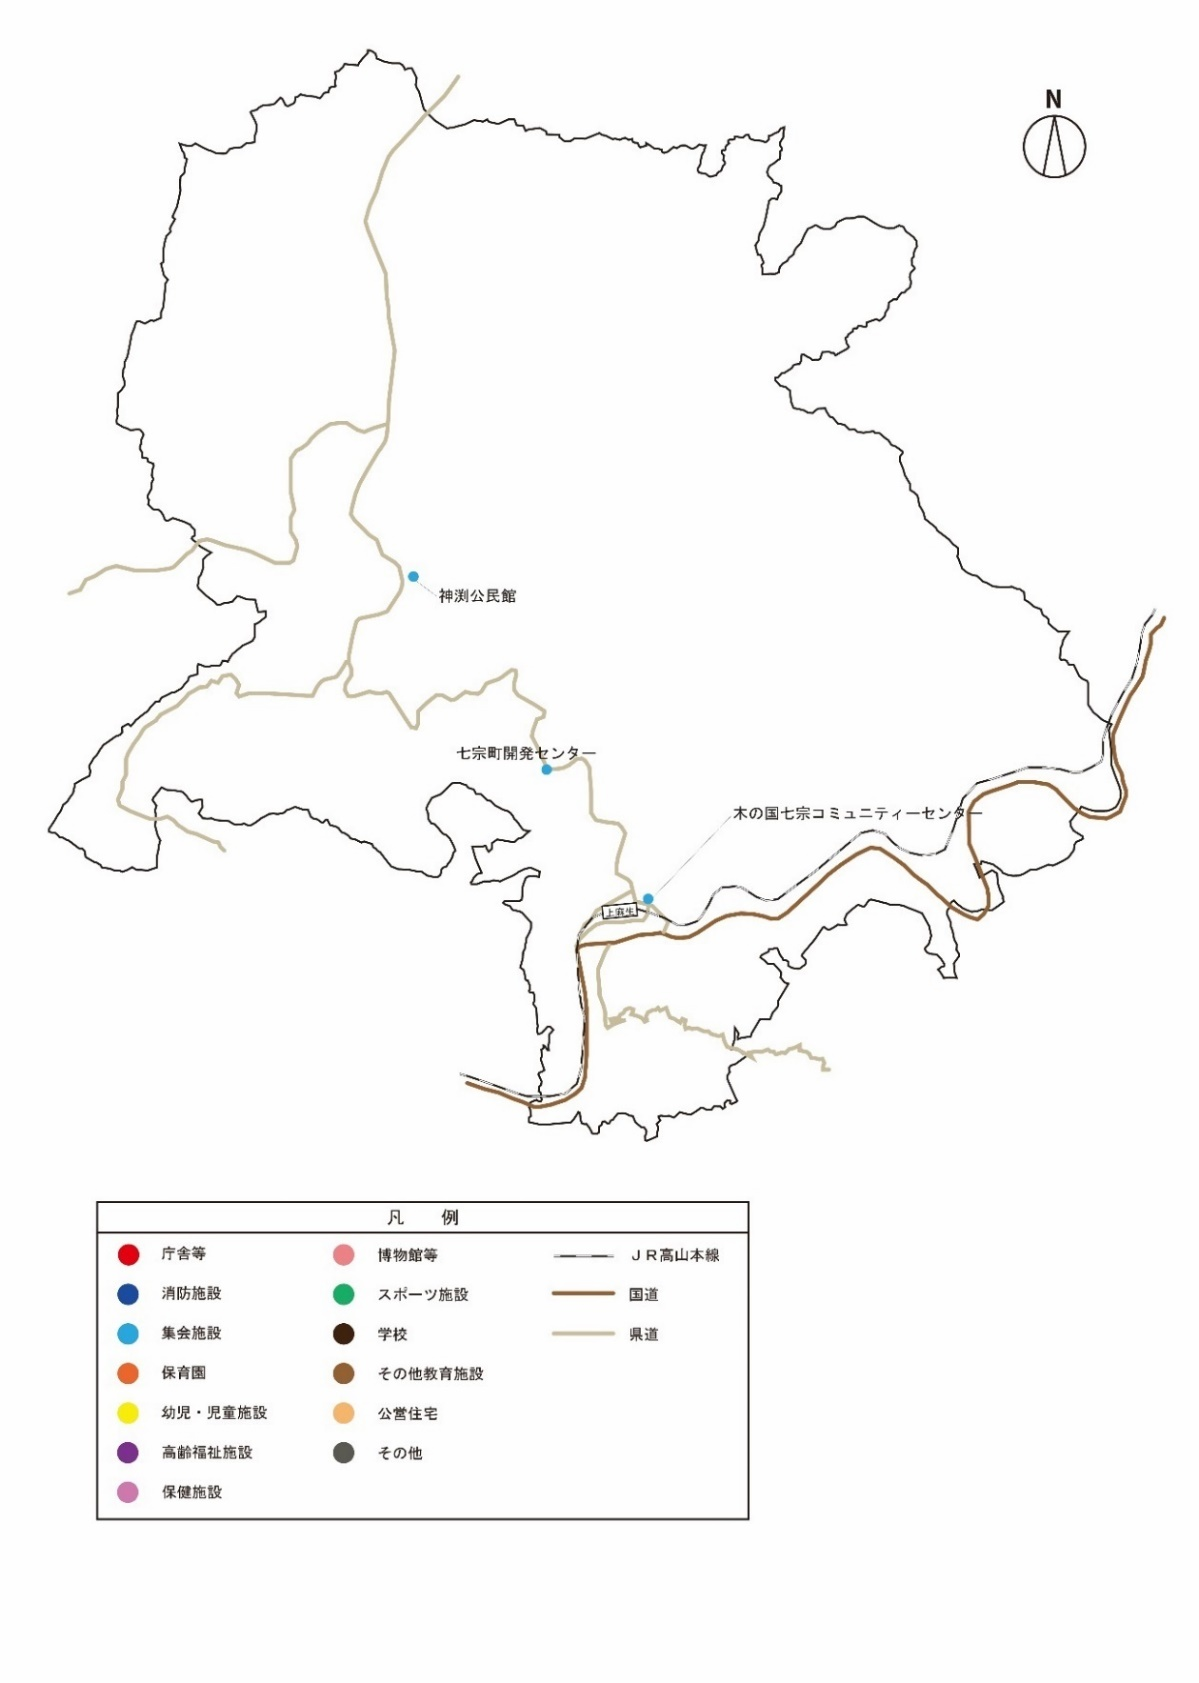 N
神渕公民館
七宗町開発センター
木の国七宗コミュニティーセンター
上麻生
凡 例
庁舎等
消防施設
集会施設
保育園
幼児・児童施設
高齢福祉施設
保健施設
博物館等
スポーツ施設
学校
その他教育施設
公営住宅
その他
ＪＲ高山本線
国道
県道